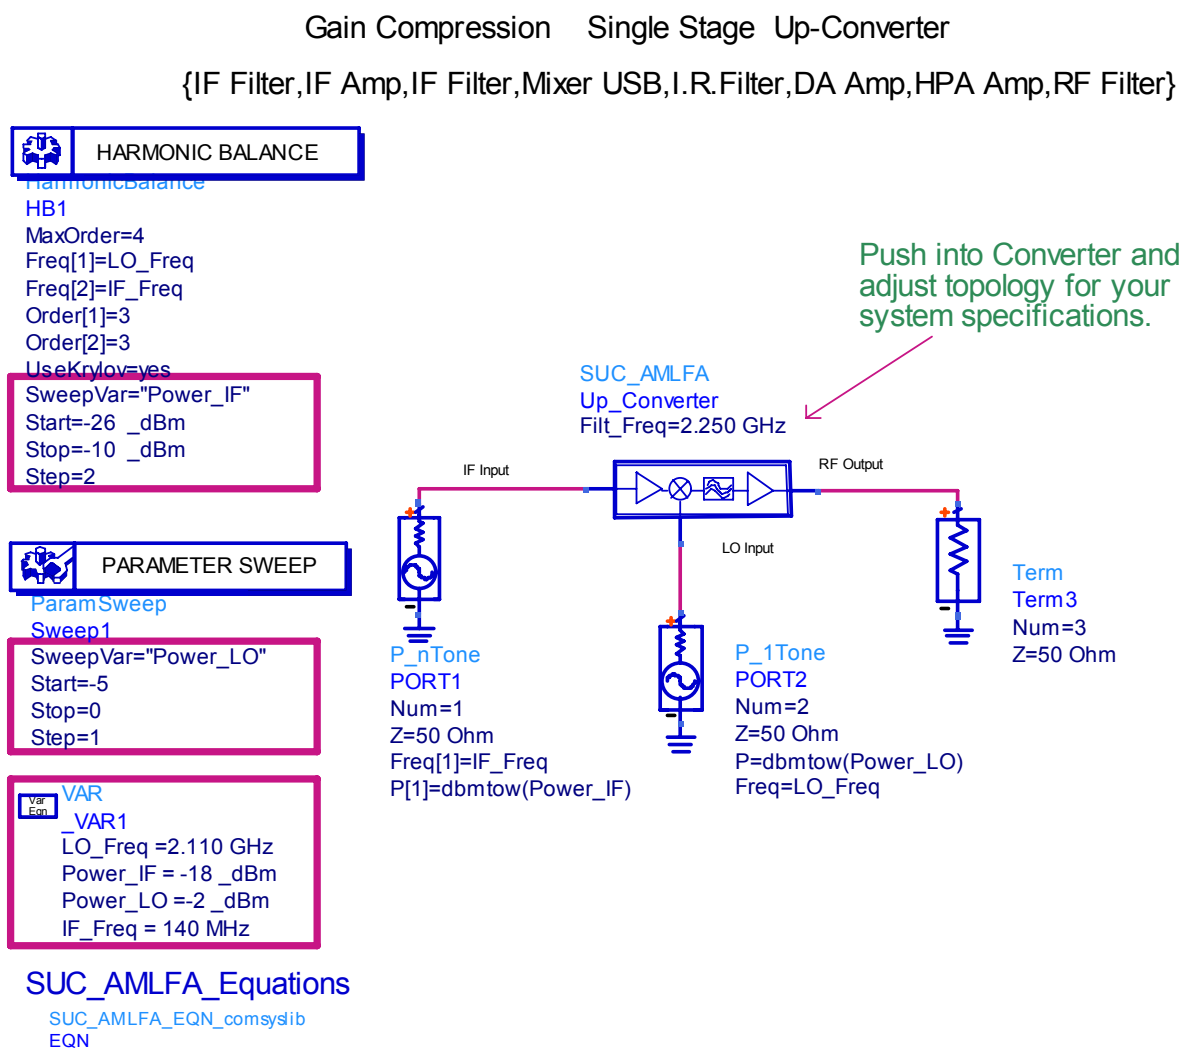 Gain Compression    Single Stage  Up-Converter
{IF Filter,IF Amp,IF Filter,Mixer USB,I.R.Filter,DA Amp,HPA Amp,RF Filter}
HARMONIC BALANCE
HarmonicBalance
HB1
MaxOrder=4
Freq[1]=LO_Freq
Freq[2]=IF_Freq
Order[1]=3
Order[2]=3
UseKrylov=yes
SweepVar="Power_IF"
Start=-26  _dBm
Stop=-10  _dBm
Step=2
PARAMETER SWEEP
ParamSweep
Sweep1
SweepVar="Power_LO"
Start=-5
Stop=0
Step=1
Var
Eqn
VAR
_VAR1
LO_Freq =2.110 GHz
Power_IF = -18 _dBm
Power_LO =-2 _dBm
IF_Freq = 140 MHz
SUC_AMLFA_Equations
SUC_AMLFA_EQN_comsyslib
EQN
Push into Converter and
adjust topology for your
system specifications.
SUC_AMLFA
Up_Converter
Filt_Freq=2.250 GHz
IF Input
RF Output
LO Input
P_nTone
PORT1
Num=1
Z=50 Ohm
Freq[1]=IF_Freq
P[1]=dbmtow(Power_IF)
P_1Tone
PORT2
Num=2
Z=50 Ohm
P=dbmtow(Power_LO)
Freq=LO_Freq
Term
Term3
Num=3
Z=50 Ohm